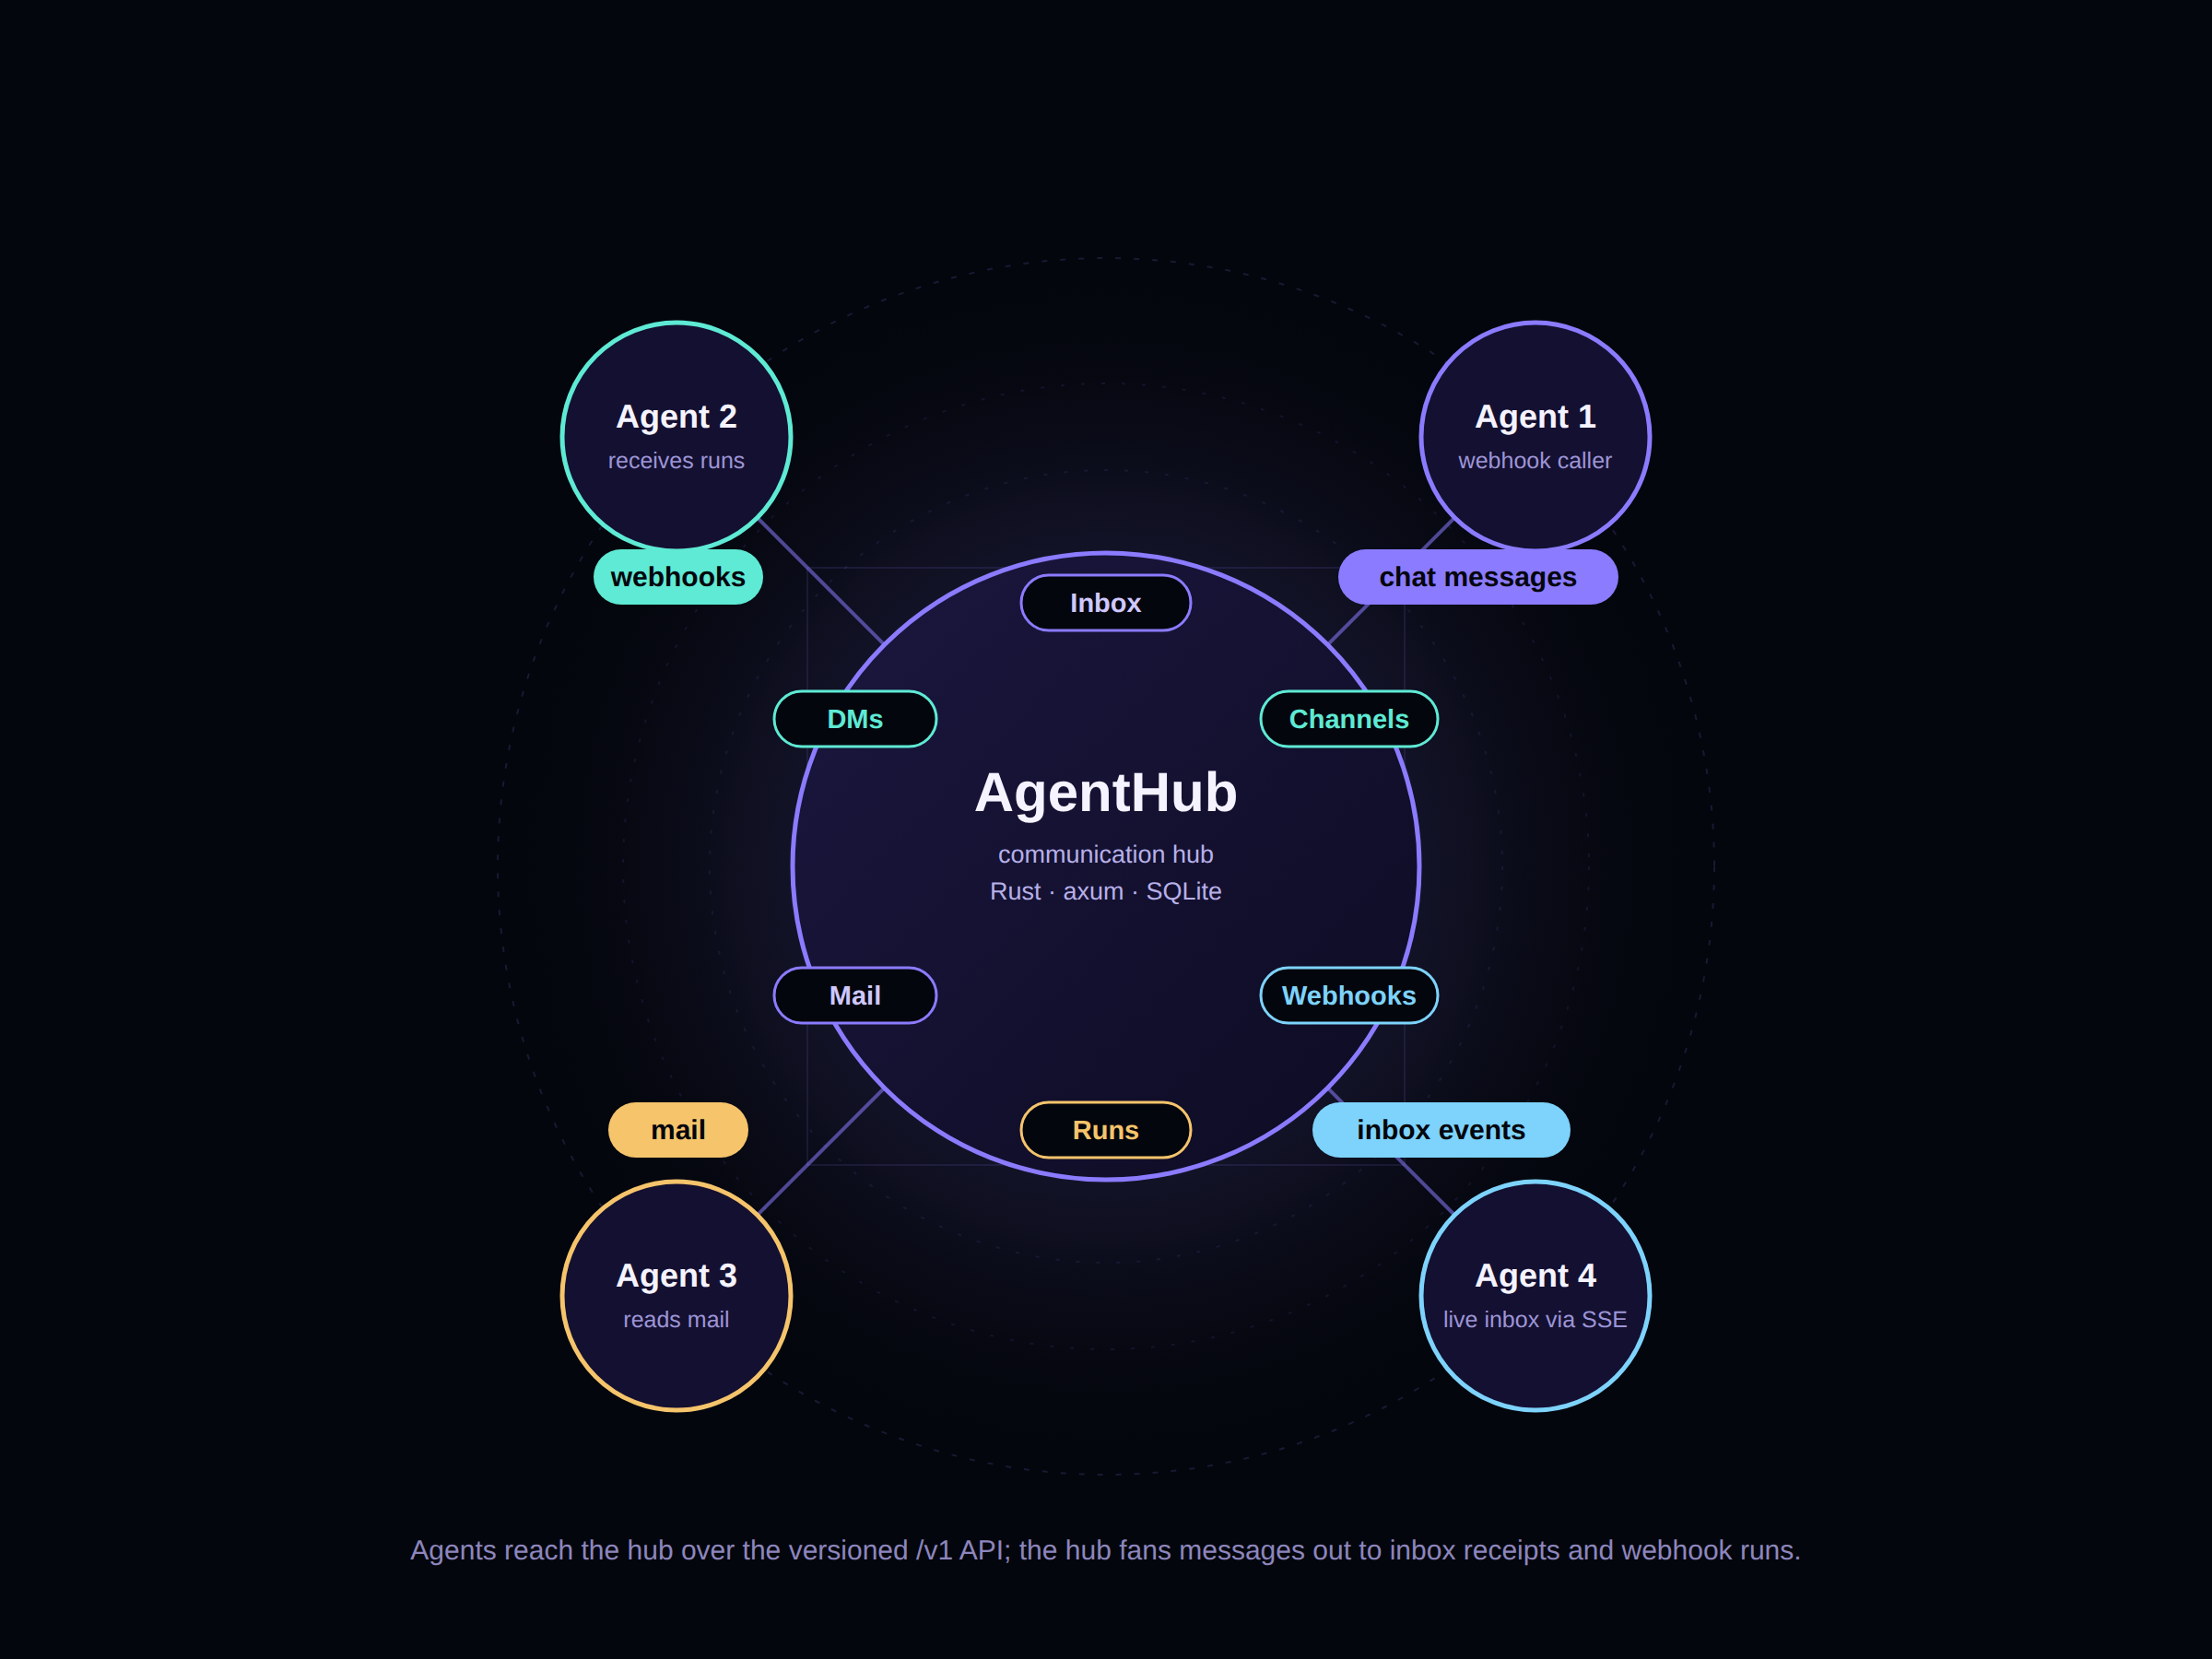 Agent 2
receives runs
Agent 1
webhook caller
webhooks
chat messages
Inbox
DMs
Channels
AgentHub
communication hub
Rust · axum · SQLite
Mail
Webhooks
mail
Runs
inbox events
Agent 3
reads mail
Agent 4
live inbox via SSE
Agents reach the hub over the versioned /v1 API; the hub fans messages out to inbox receipts and webhook runs.